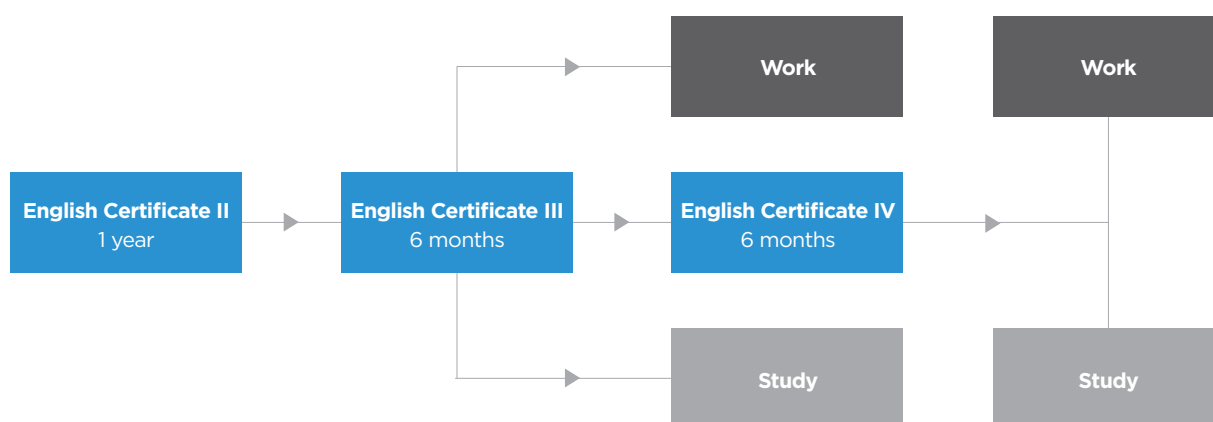 Work
Work
English Certificate II
1 year
English Certificate III
6 months
English Certificate IV
6 months
Study
Study